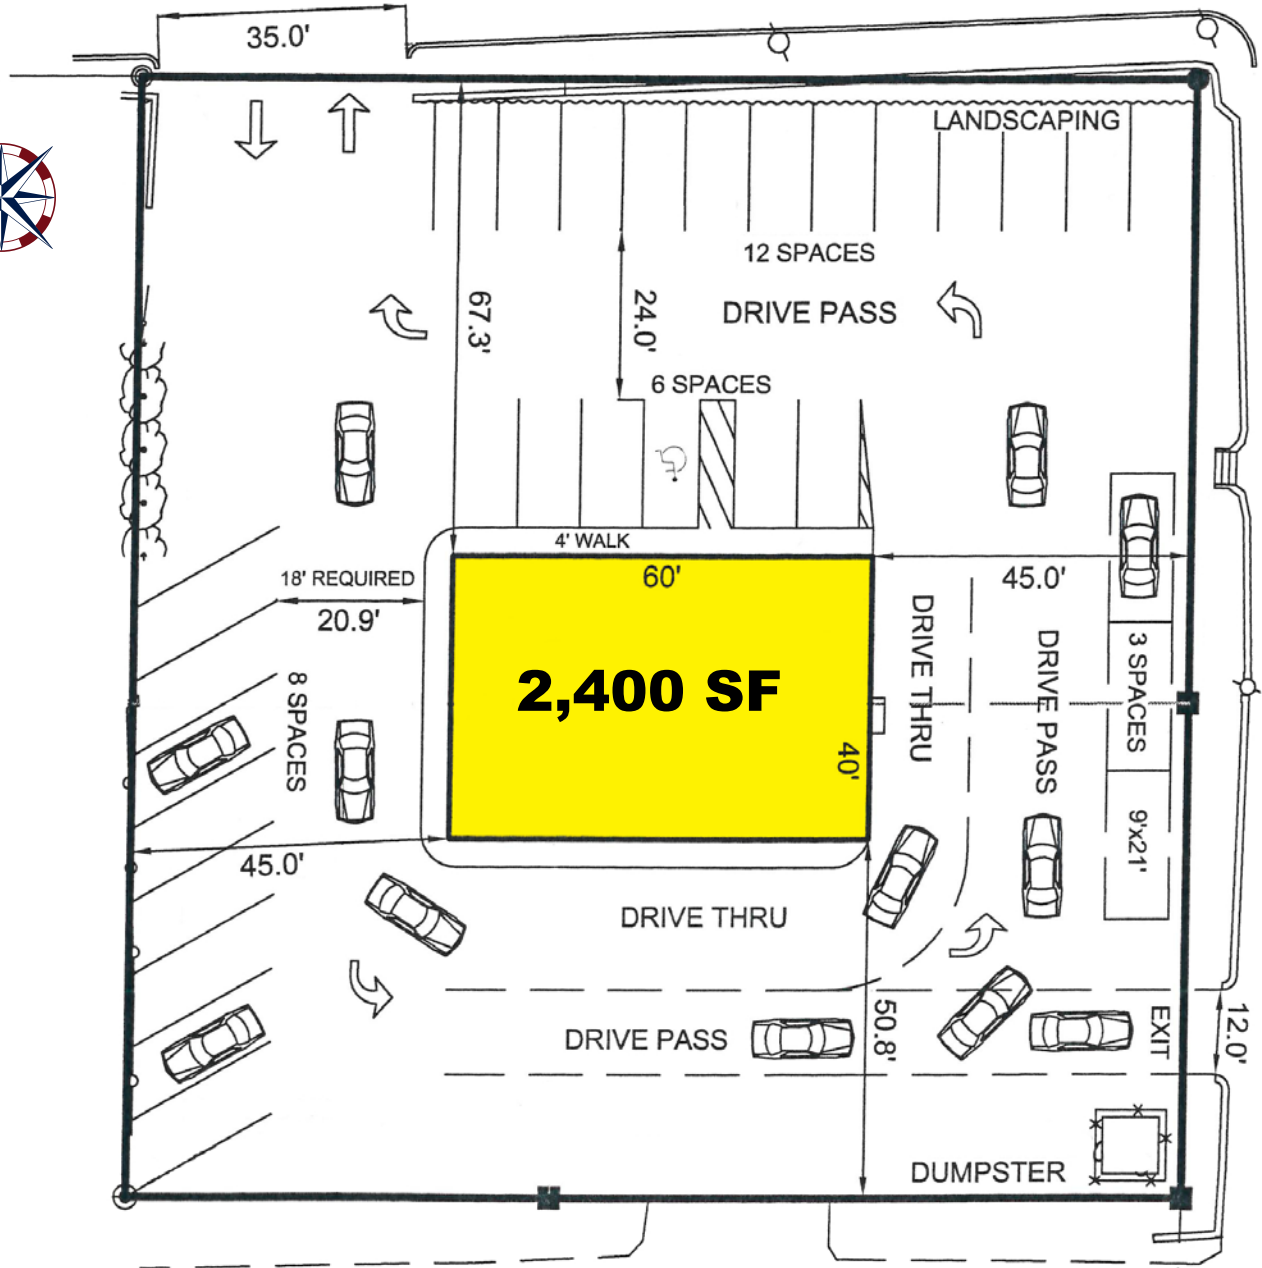 35.0'
LANDSCAPING
12 SPACES
67.3'
24.0'
DRIVE PASS
6 SPACES
4' WALK
60'
45.0'
18' REQUIRED
20.9'
DRIVE THRU
DRIVE PASS
3 SPACES
8 SPACES
2,400 SF
40'
9'x21'
45.0'
DRIVE THRU
50.8'
EXIT
12.0'
DRIVE PASS
DUMPSTER